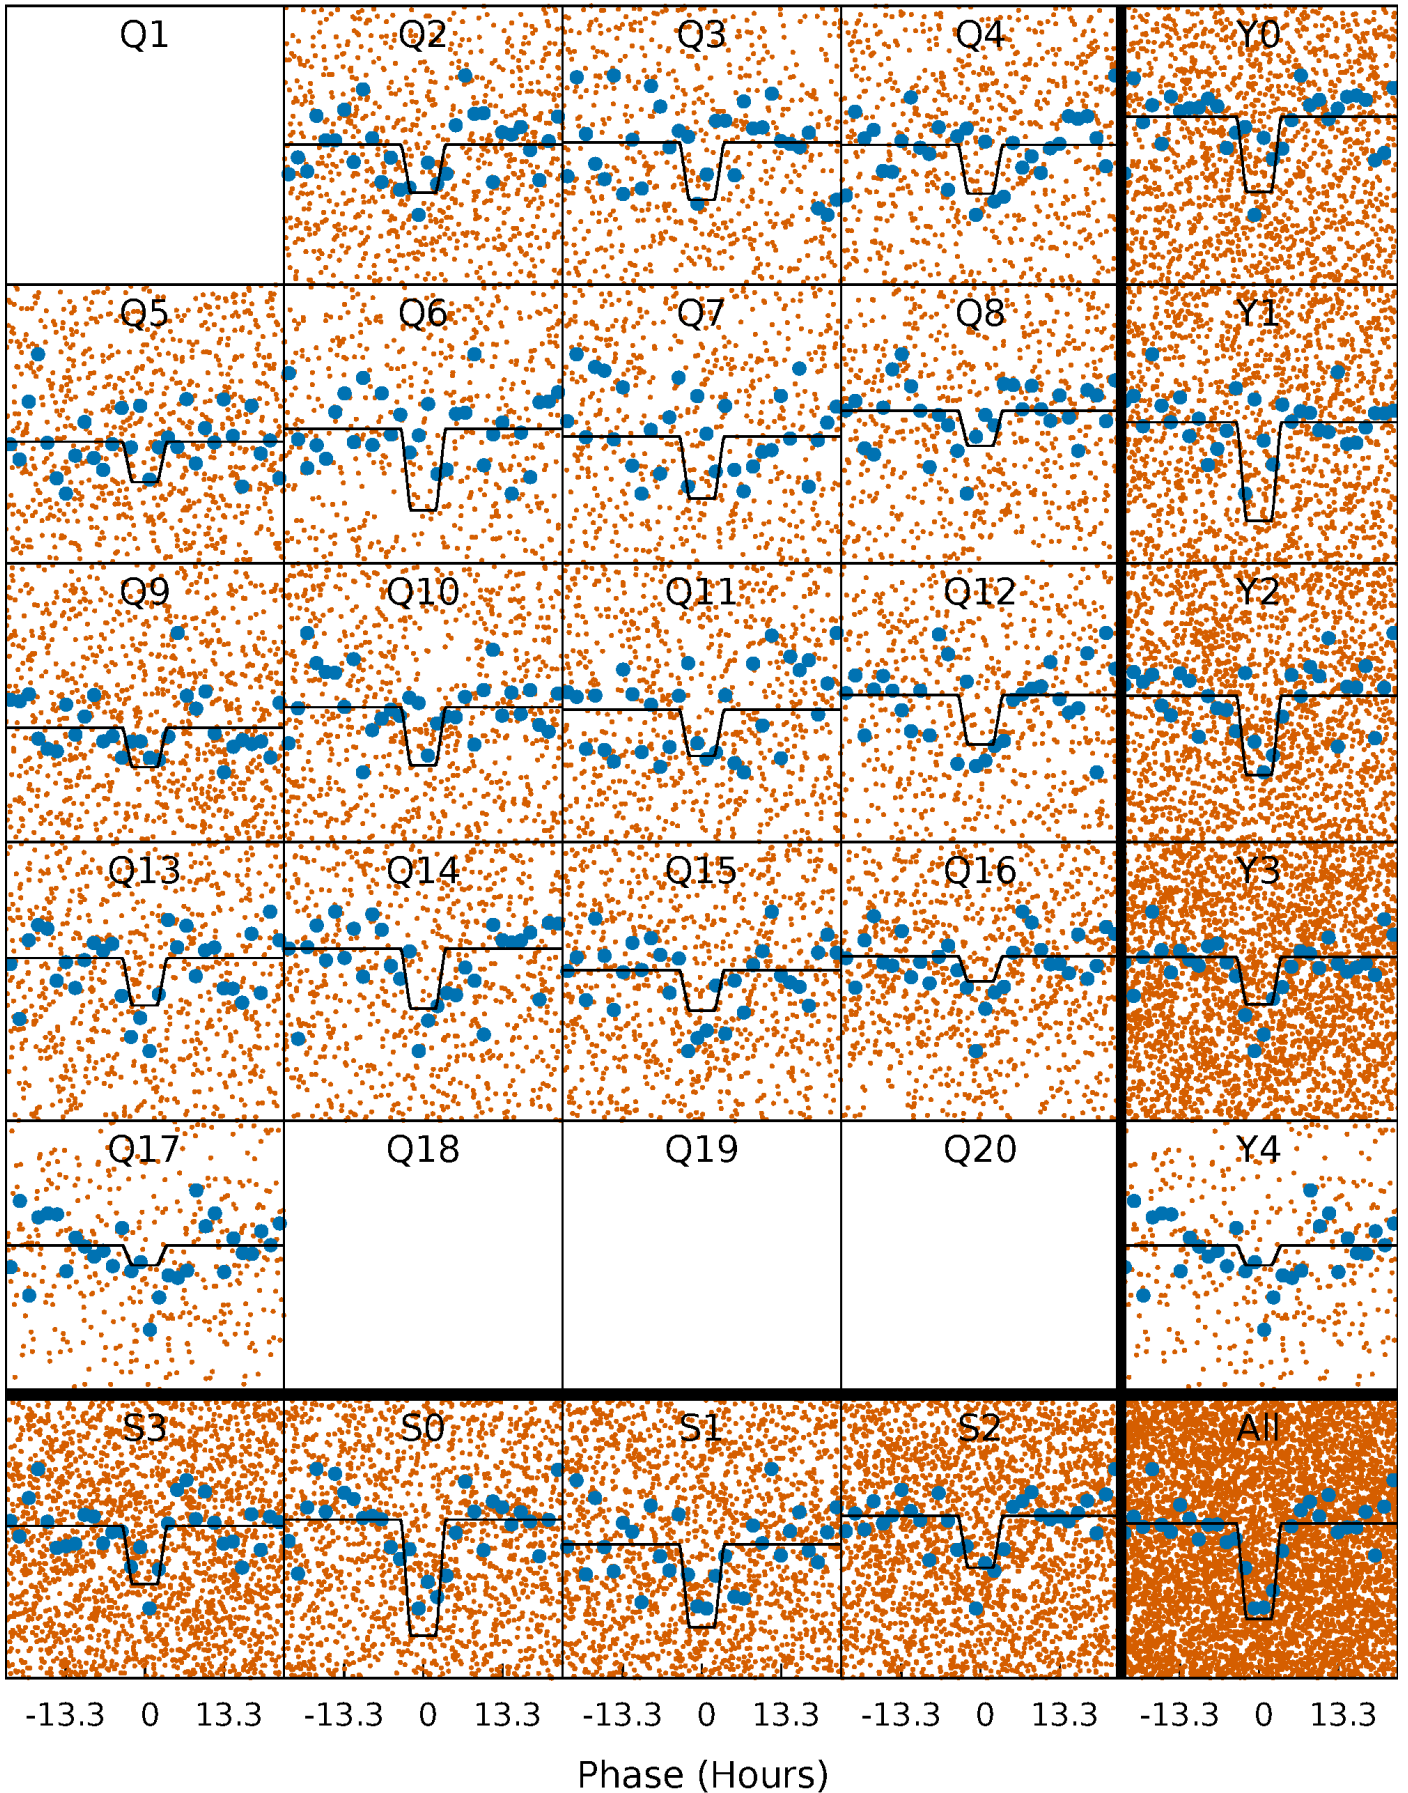 Q1 Q2 Q3 Q4 Y0
Q5 Q6 Q7 Q8 Y1
Q9 Q10 Q11 Q12 Y2
Q13 Q14 Q15 Q16 Y3
Q17 Q18 Q19 Q20 Y4
S3 S0 S1 S2 All
-13.3 0 13.3 -13.3 0 13.3 -13.3 0 13.3 -13.3 0 13.3 -13.3 0 13.3
Phase (Hours)